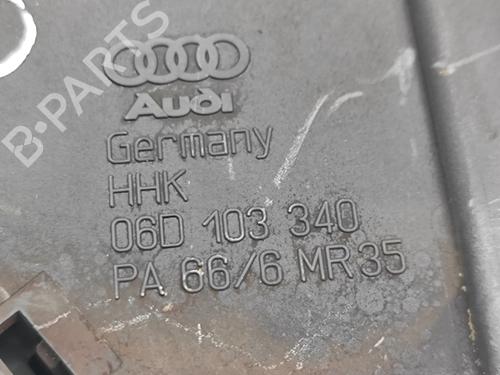 B-PARTS
Audi
Germany
HHK
06D 103 340
PA 66/6 MR35